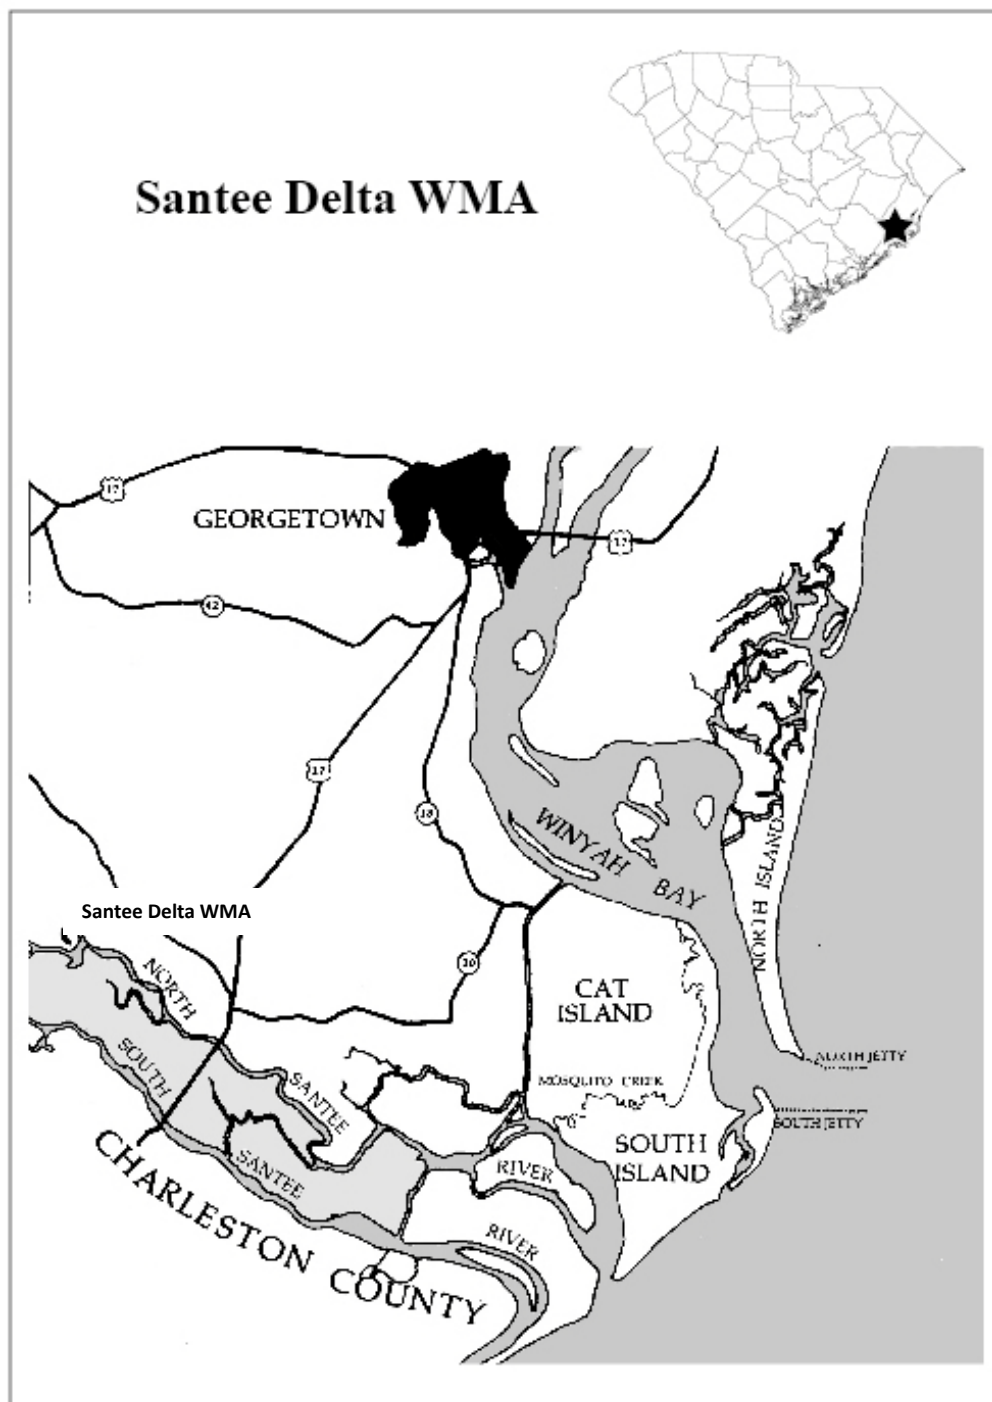 Santee Delta WMA
17
GEORGETOWN
17
42
17
18
WINYAH
BAY
NORTH ISLAND
Santee Delta WMA
NORTH
30
CAT
ISLAND
SOUTH
SANTEE
MOSQUITO CREEK
NORTH JETTY
SOUTH JETTY
SOUTH
ISLAND
SANTEE
RIVER
RIVER
CHARLESTON COUNTY